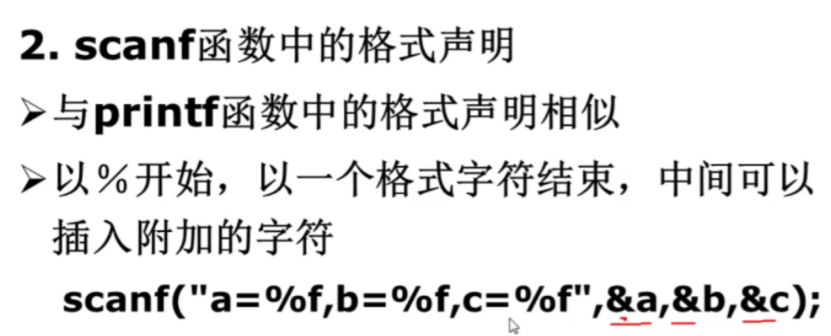 2. scanf函数中的格式声明
➢与printf函数中的格式声明相似
➢以%开始，以一个格式字符结束，中间可以
插入附加的字符
scanf("a=%f,b=%f,c=%f",&a,&b,&c);